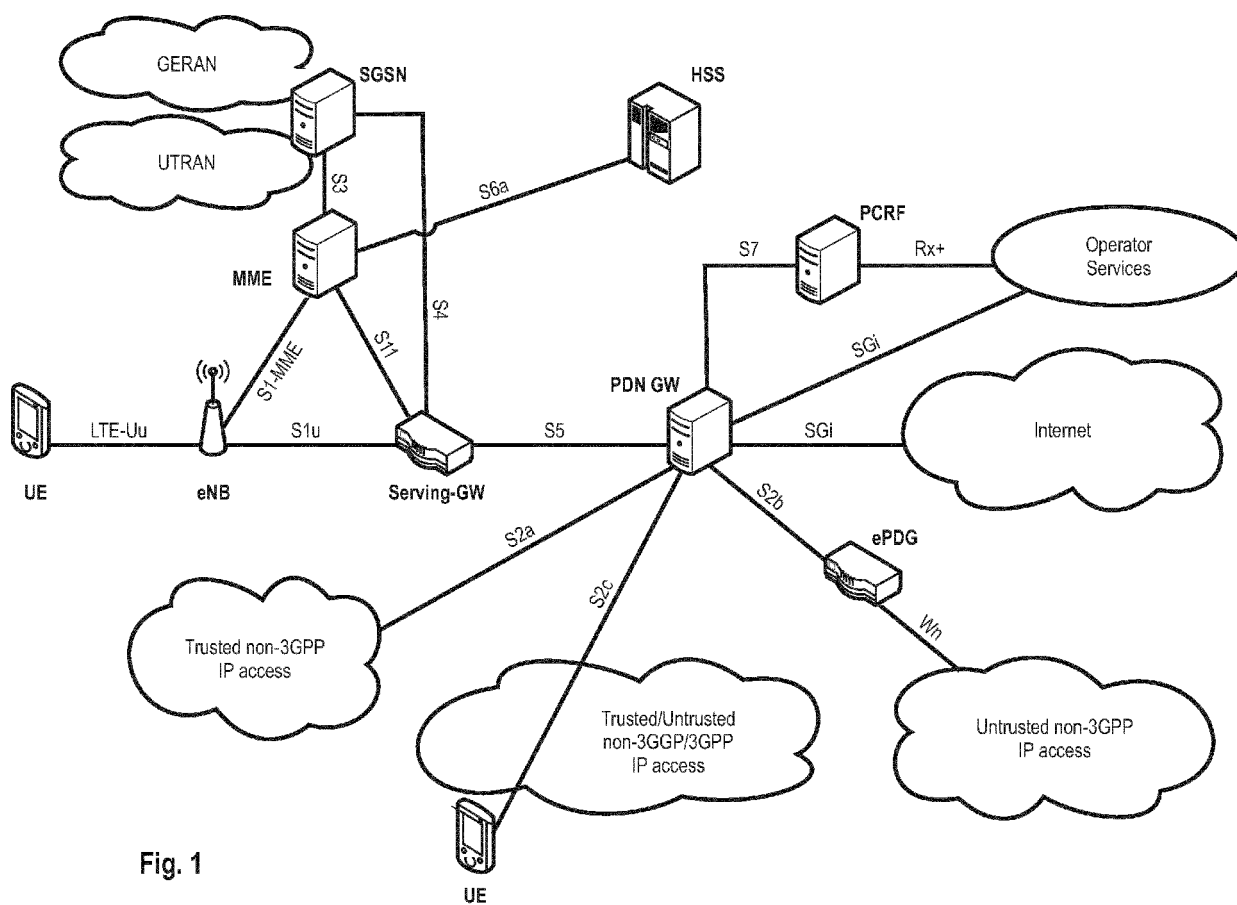 GERAN
SGSN
HSS
UTRAN
S3
S6a
PCRF
S7
Rx+
Operator
Services
MME
S4
S11
S1-MME
SGi
PDN GW
LTE-Uu
S1u
S5
SGi
Internet
UE
eNB
Serving-GW
S2a
S2b
ePDG
S2c
Wn
Trusted non-3GPP
IP access
Trusted/Untrusted
non-3GGP/3GPP
IP access
Untrusted non-3GPP
IP access
Fig. 1
UE